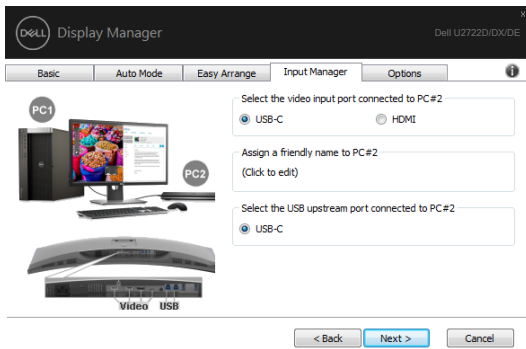 DELL Display Manager
x
Dell U2722D/DX/DE
Basic
Auto Mode
Easy Arrange
Input Manager
Options
i
PC1
PC2
Video
USB
Select the video input port connected to PC#2
USB-C
HDMI
Assign a friendly name to PC#2
(Click to edit)
Select the USB upstream port connected to PC#2
USB-C
< Back
Next >
Cancel